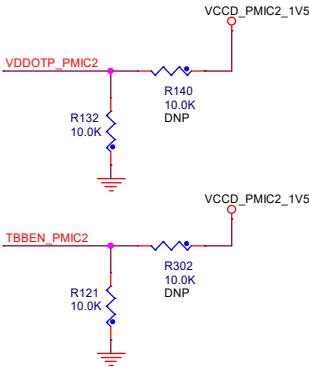 VCCD_PMIC2_1V5
VDDOTP_PMIC2
R140
10.0K
DNP
R132
10.0K
VCCD_PMIC2_1V5
TBBEN_PMIC2
R302
10.0K
DNP
R121
10.0K